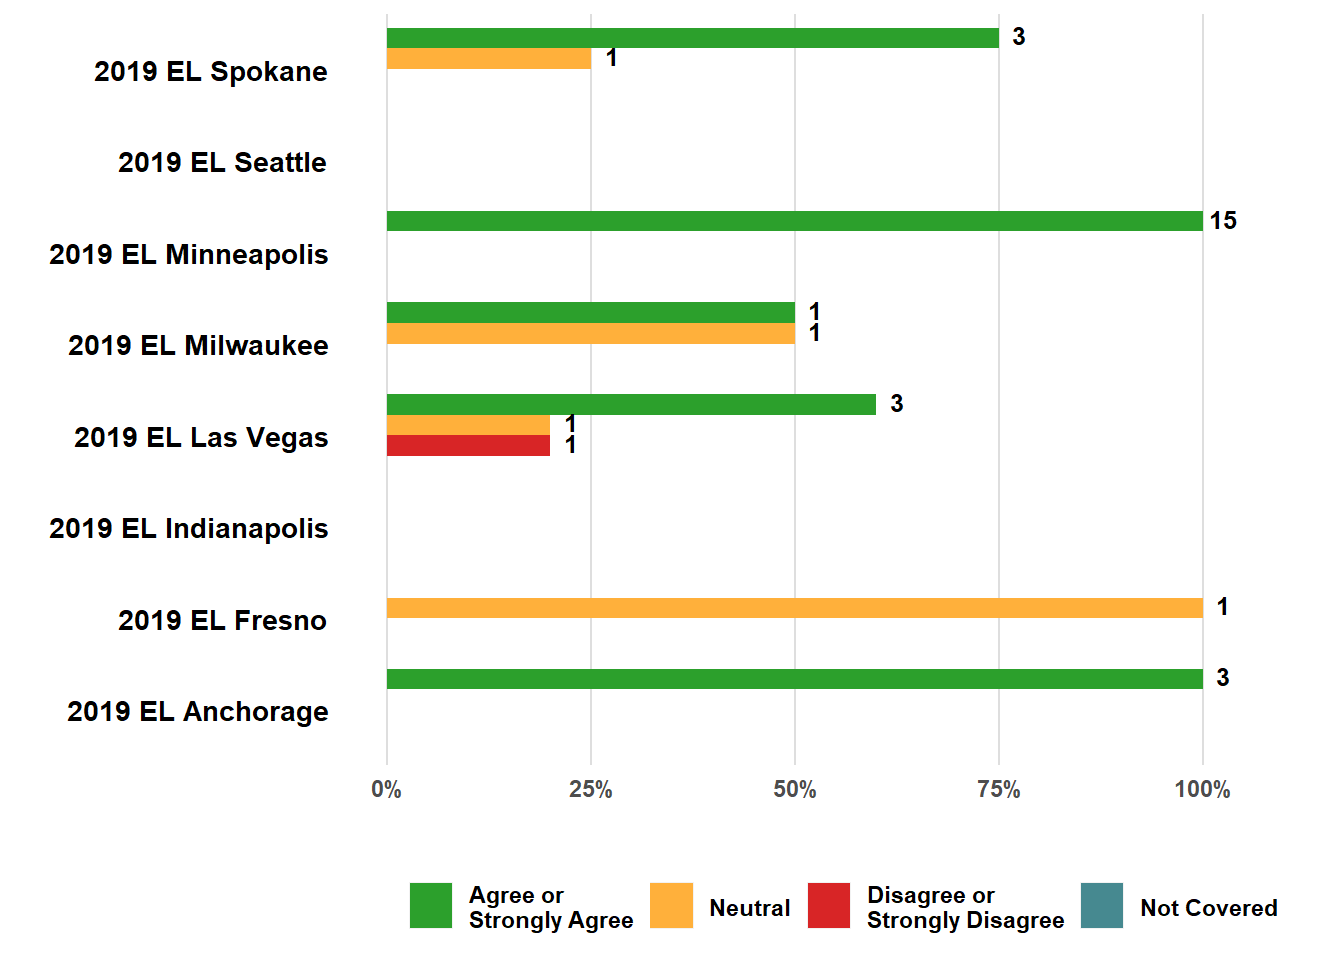 2019 EL Spokane
3
1
2019 EL Seattle
2019 EL Minneapolis
15
2019 EL Milwaukee
1
1
2019 EL Las Vegas
3
1
1
2019 EL Indianapolis
2019 EL Fresno
1
2019 EL Anchorage
3
0% 25% 50% 75% 100%
Agree or
Strongly Agree
Neutral
Disagree or
Strongly Disagree
Not Covered